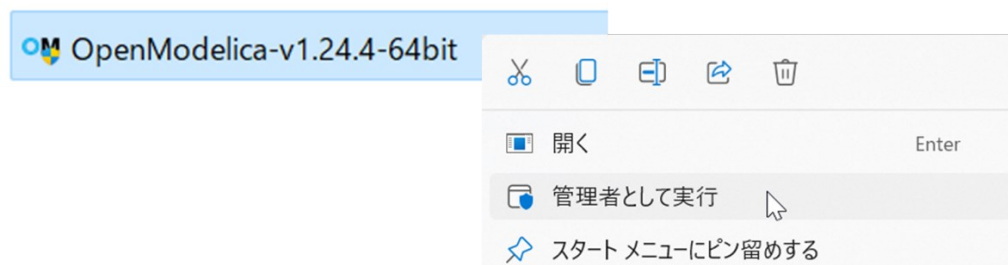 OpenModelica-v1.24.4-64bit
開く Enter
管理者として実行
スタート メニューにピン留めする